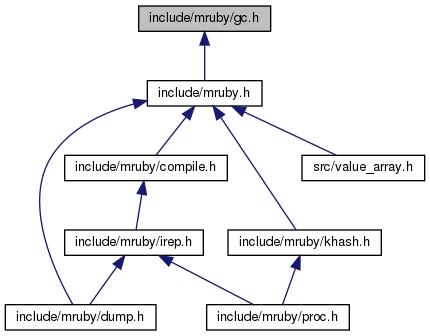 include/mruby/gc.h
include/mruby.h
include/mruby/compile.h
src/value_array.h
include/mruby/irep.h
include/mruby/khash.h
include/mruby/dump.h
include/mruby/proc.h